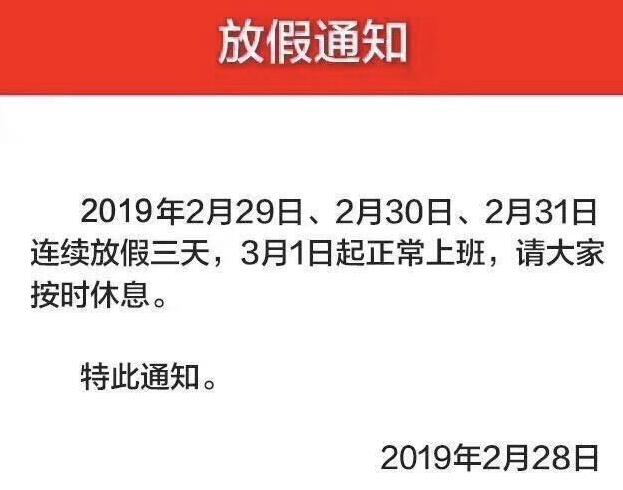 放假通知
2019年2月29日、2月30日、2月31日
连续放假三天，3月1日起正常上班，请大家
按时休息。
特此通知。
2019年2月28日